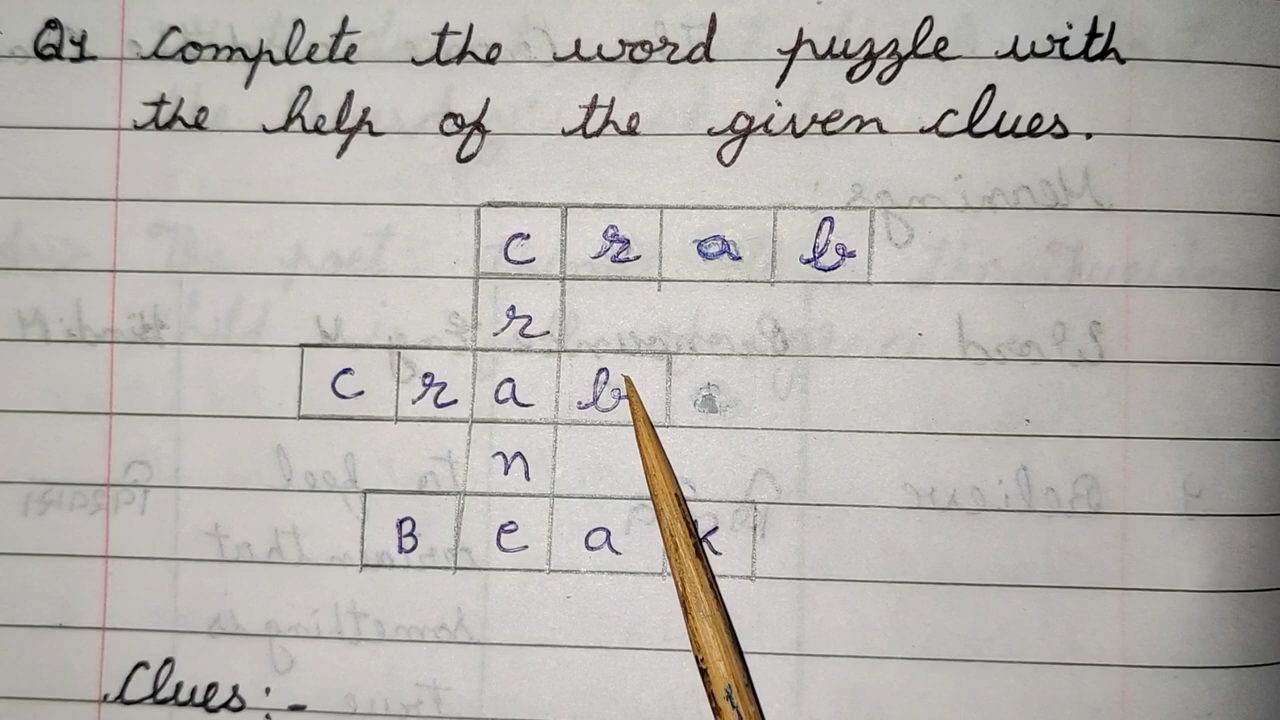 Q1 Complete the word puzzle with
the help of the given clues.
c r a b
r
c r a b
n
B e a k
Clues:-